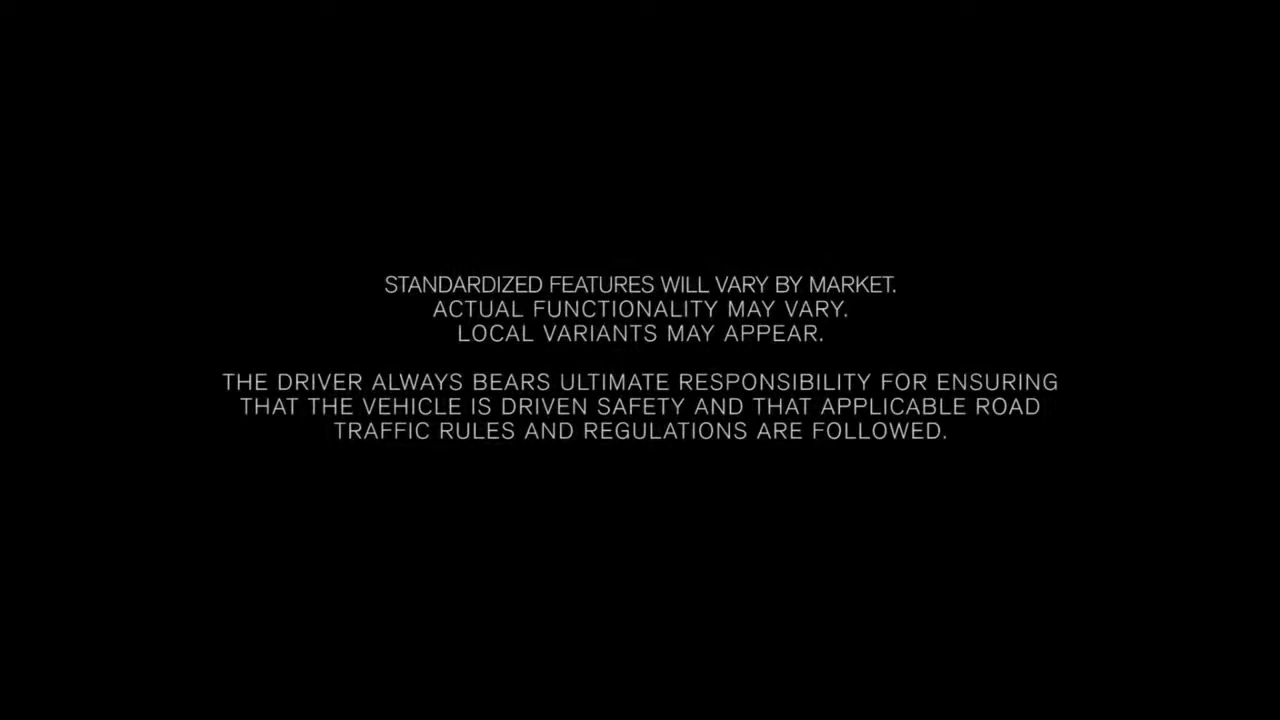 STANDARDIZED FEATURES WILL VARY BY MARKET.
ACTUAL FUNCTIONALITY MAY VARY.
LOCAL VARIANTS MAY APPEAR.
THE DRIVER ALWAYS BEARS ULTIMATE RESPONSIBILITY FOR ENSURING
THAT THE VEHICLE IS DRIVEN SAFETY AND THAT APPLICABLE ROAD
TRAFFIC RULES AND REGULATIONS ARE FOLLOWED.